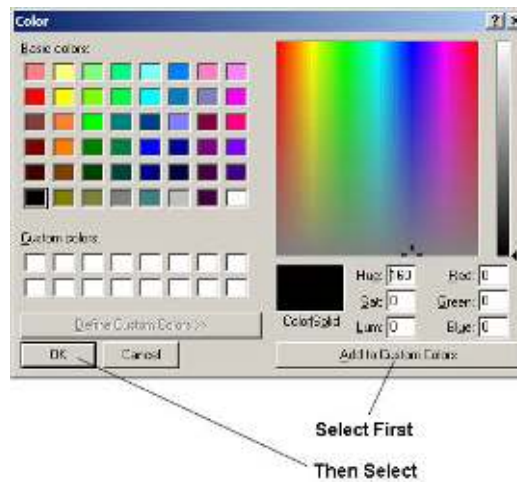 Color
Basic colors:
Custom colors:
Define Custom Colors >>
OK Cancel
Color|Solid
Hue: 160 Red: 0
Sat: 0 Green: 0
Lum: 0 Blue: 0
Add to Custom Colors
Select First
Then Select